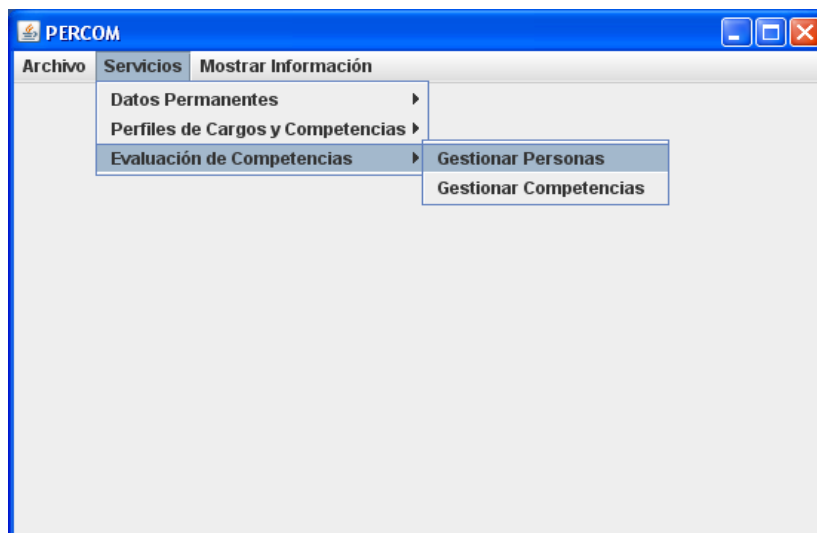 PERCOM
Archivo Servicios Mostrar Información
Datos Permanentes
Perfiles de Cargos y Competencias
Evaluación de Competencias
Gestionar Personas
Gestionar Competencias